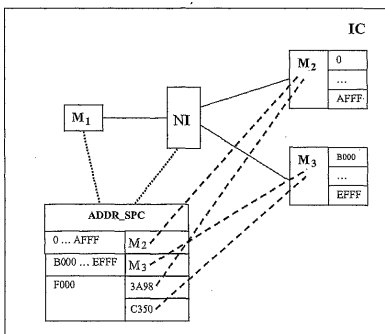 IC
M2
0
...
AFFF
M1
NI
M3
B000
...
EFFF
ADDR_SPC
0 ... AFFF
M2
B000 ... EFFF
M3
F000
3A98
C350